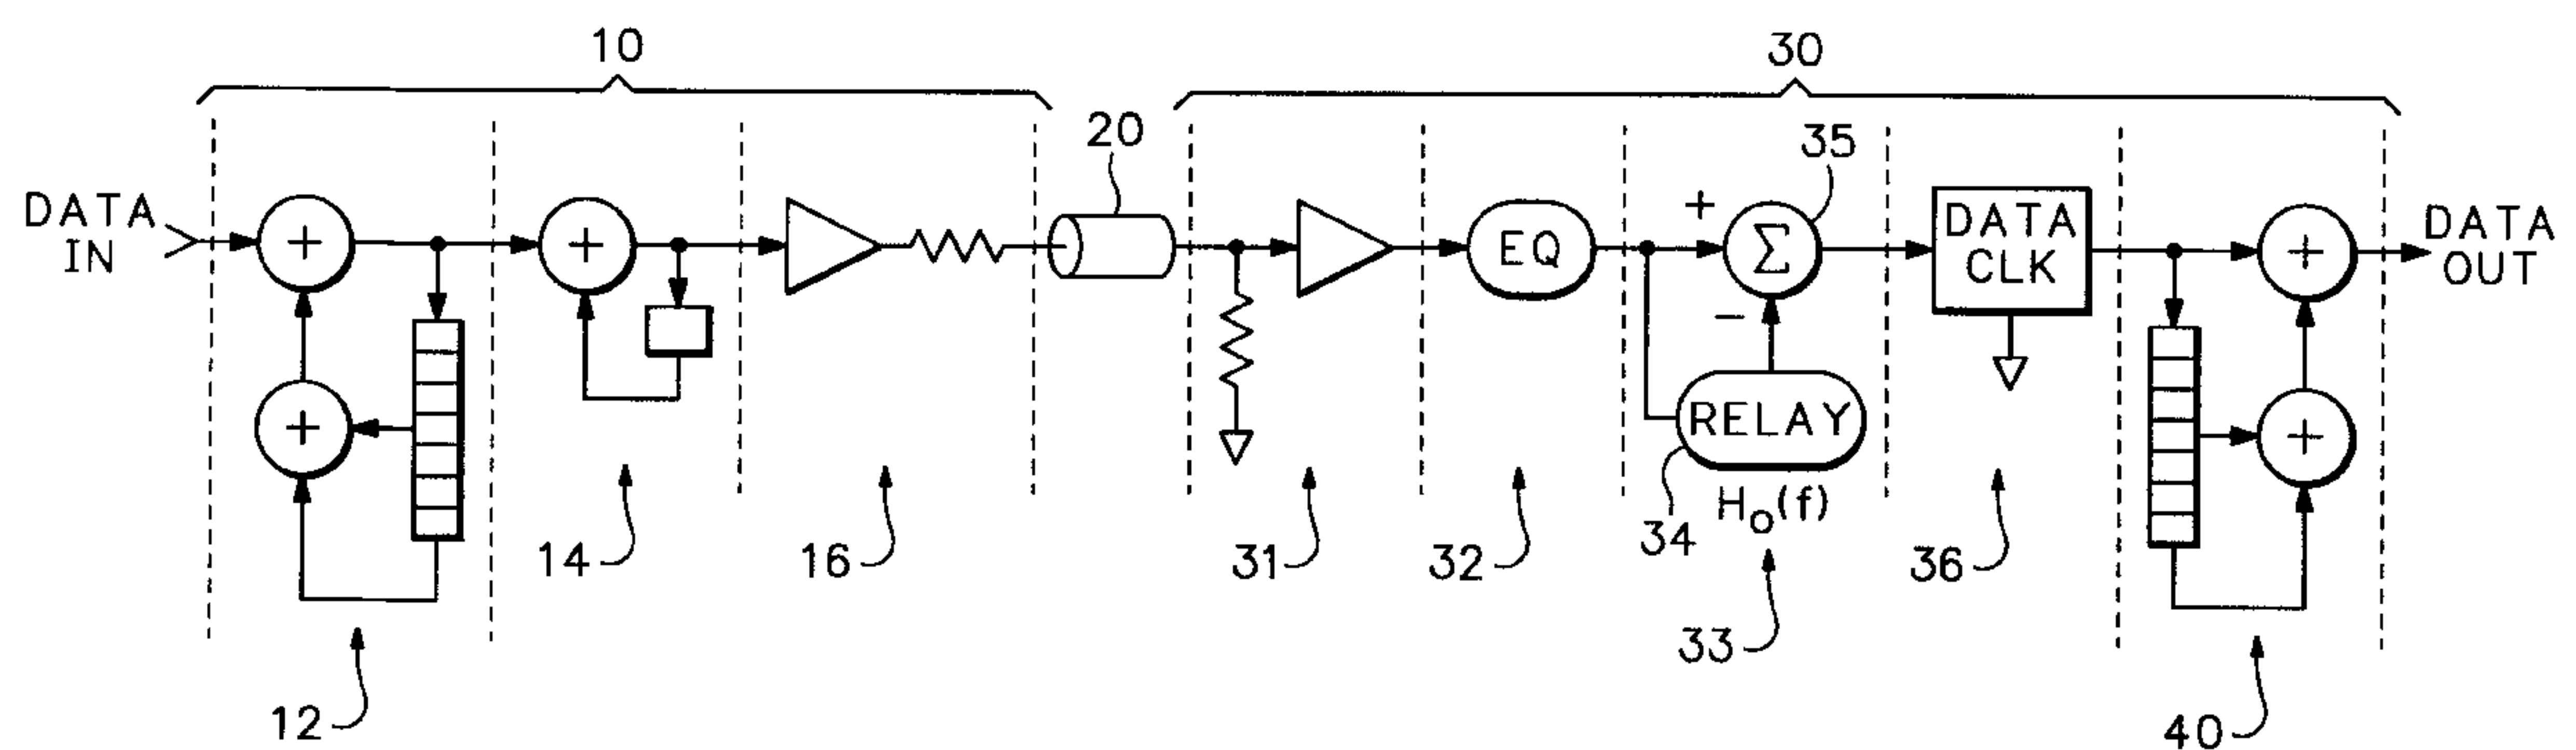 10
30
20
35
DATA
IN
+
+
EQ
+
Σ
DATA
CLK
+
DATA
OUT
−
+
RELAY
+
H₀(f)
34
14
16
31
32
36
33
12
40